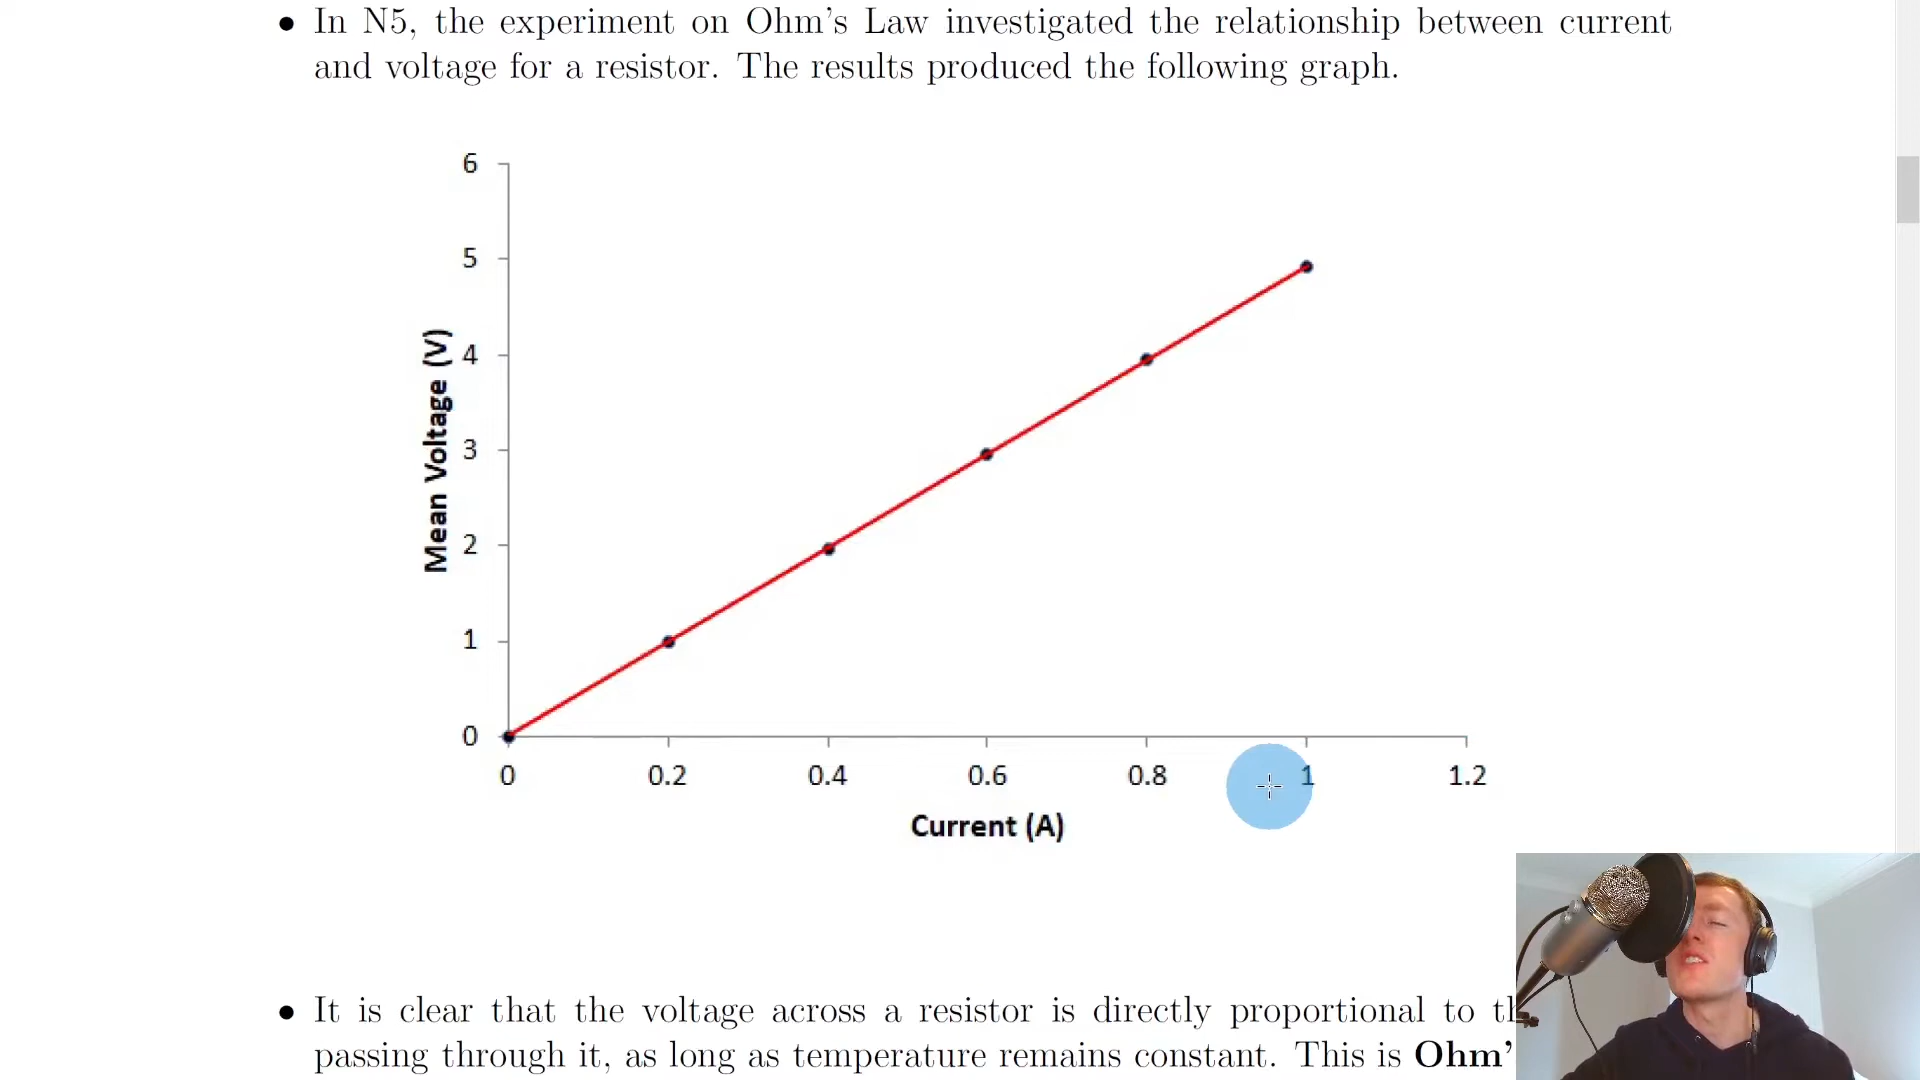 • In N5, the experiment on Ohm's Law investigated the relationship between current
and voltage for a resistor. The results produced the following graph.
6
5
4
3
2
1
0
Mean Voltage (V)
0 0.2 0.4 0.6 0.8 1 1.2
Current (A)
• It is clear that the voltage across a resistor is directly proportional to
passing through it, as long as temperature remains constant. This is Ohm'